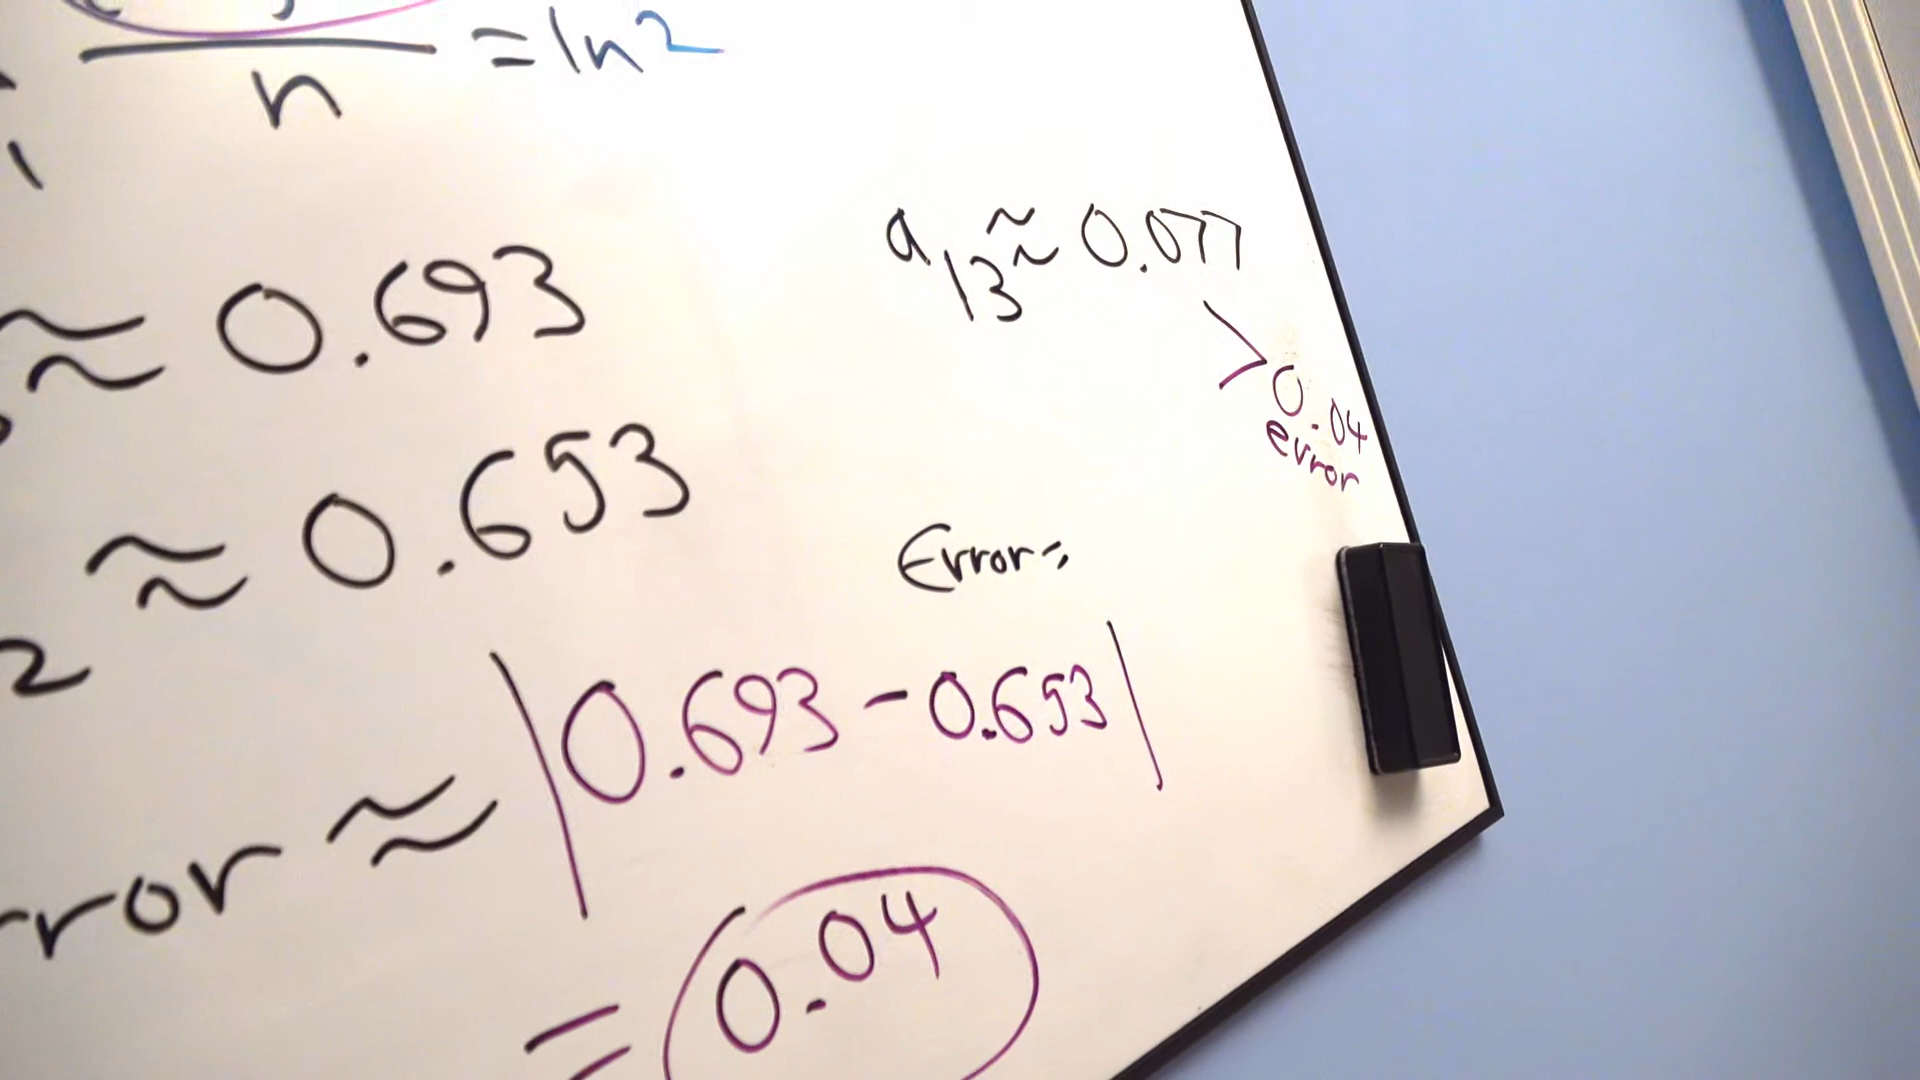 n = ln2
≈ 0.693
a13 ≈ 0.077
> 0.04
error
≈ 0.653
2
Error =
rror ≈ |0.693 - 0.653|
= 0.04